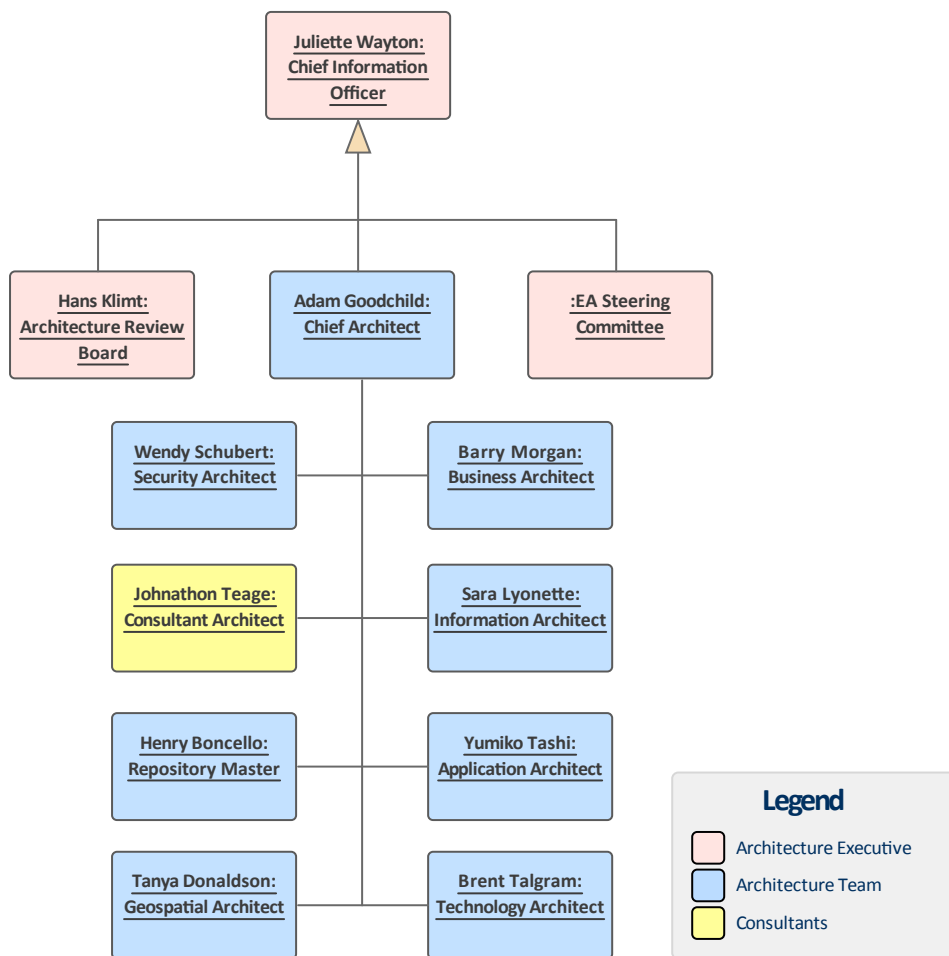 Juliette Wayton:
Chief Information
Officer
Hans Klimt:
Architecture Review
Board
Adam Goodchild:
Chief Architect
:EA Steering
Committee
Wendy Schubert:
Security Architect
Barry Morgan:
Business Architect
Johnathon Teage:
Consultant Architect
Sara Lyonette:
Information Architect
Henry Boncello:
Repository Master
Yumiko Tashi:
Application Architect
Tanya Donaldson:
Geospatial Architect
Brent Talgram:
Technology Architect
Legend
Architecture Executive
Architecture Team
Consultants